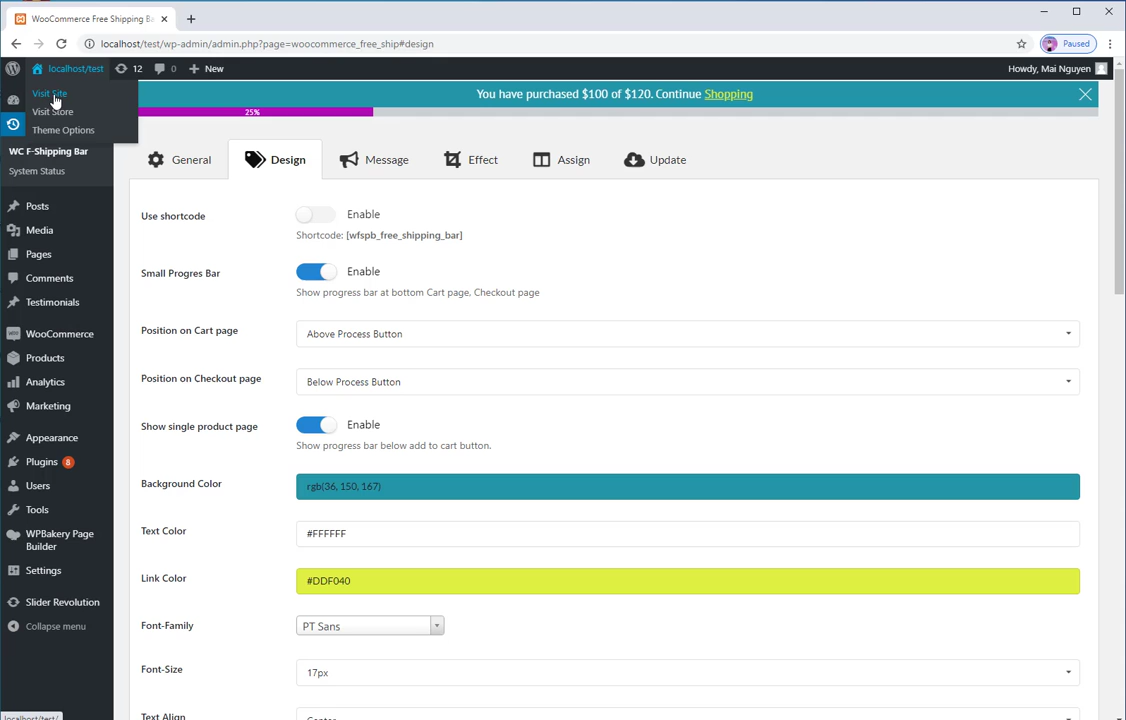 WooCommerce Free Shipping Ba
localhost/test/wp-admin/admin.php?page=woocommerce_free_ship#design
Paused
localhost/test
12
0
New
Howdy, Mai Nguyen
Visit Site
Visit Store
Theme Options
You have purchased $100 of $120. Continue Shopping
25%
WC F-Shipping Bar
System Status
Posts
Media
Pages
Comments
Testimonials
WooCommerce
Products
Analytics
Marketing
Appearance
Plugins 8
Users
Tools
WPBakery Page
Builder
Settings
Slider Revolution
Collapse menu
General
Design
Message
Effect
Assign
Update
Use shortcode
Enable
Shortcode: [wfspb_free_shipping_bar]
Small Progres Bar
Enable
Show progress bar at bottom Cart page, Checkout page
Position on Cart page
Above Process Button
Position on Checkout page
Below Process Button
Show single product page
Enable
Show progress bar below add to cart button.
Background Color
rgb(36, 150, 167)
Text Color
#FFFFFF
Link Color
#DDF040
Font-Family
PT Sans
Font-Size
17px
Text Align
Center
localhost/test/